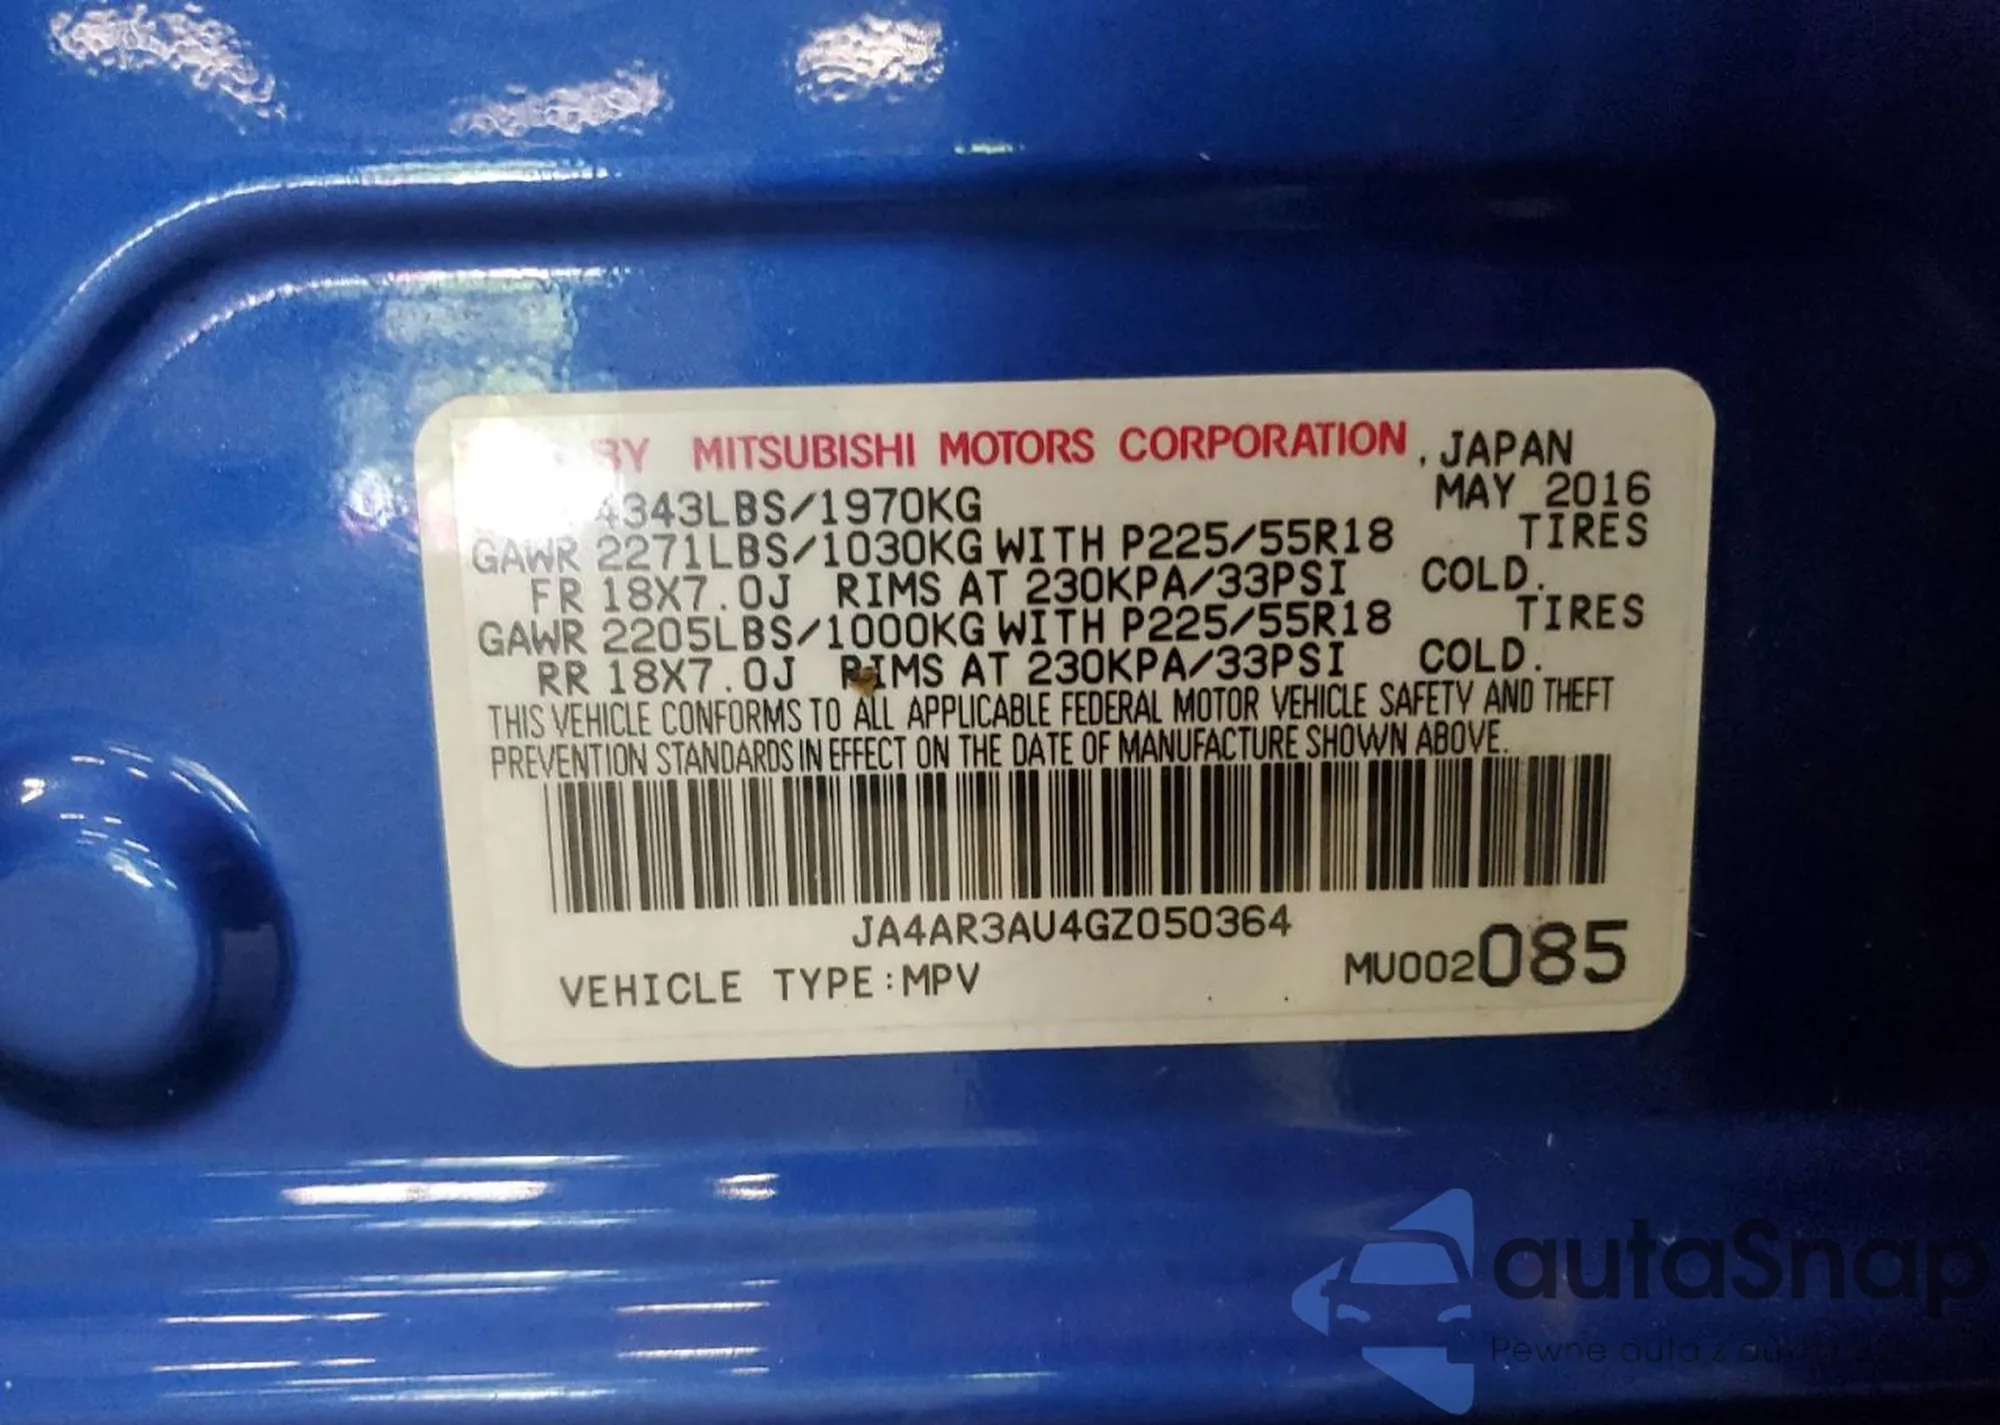 BY MITSUBISHI MOTORS CORPORATION , JAPAN
4343LBS/1970KG MAY 2016
GAWR 2271LBS/1030KG WITH P225/55R18 TIRES
FR 18X7.0J RIMS AT 230KPA/33PSI COLD.
GAWR 2205LBS/1000KG WITH P225/55R18 TIRES
RR 18X7.0J RIMS AT 230KPA/33PSI COLD.
THIS VEHICLE CONFORMS TO ALL APPLICABLE FEDERAL MOTOR VEHICLE SAFETY AND THEFT
PREVENTION STANDARDS IN EFFECT ON THE DATE OF MANUFACTURE SHOWN ABOVE.
JA4AR3AU4GZ050364
VEHICLE TYPE:MPV MU002085
autaSnap
Pewne auta z